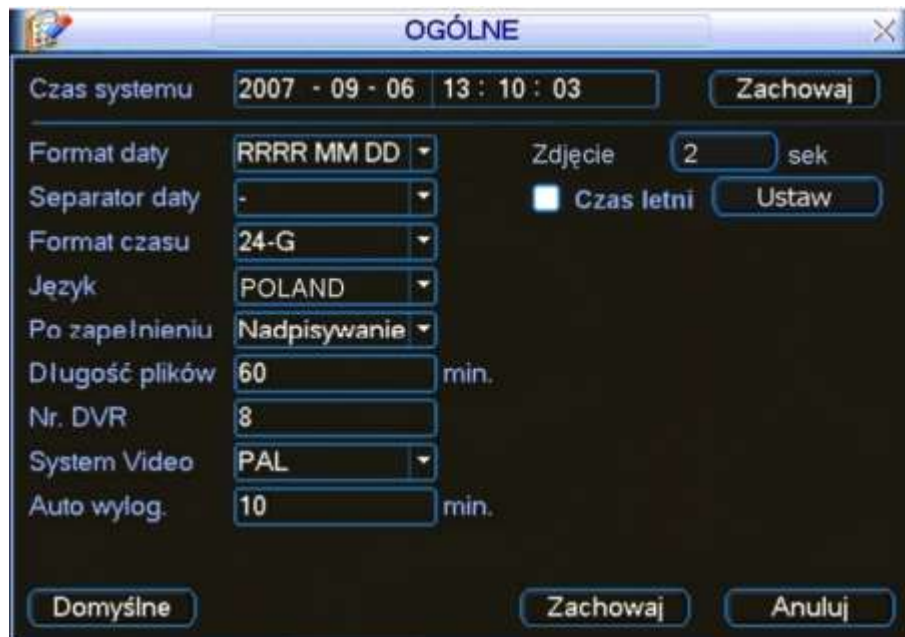 OGÓLNE
Czas systemu 2007 - 09 - 06 13 : 10 : 03 Zachowaj
Format daty RRRR MM DD Zdjęcie 2 sek
Separator daty - Czas letni Ustaw
Format czasu 24-G
Język POLAND
Po zapełnieniu Nadpisywanie
Długość plików 60 min.
Nr. DVR 8
System Video PAL
Auto wylog. 10 min.
Domyślne Zachowaj Anuluj